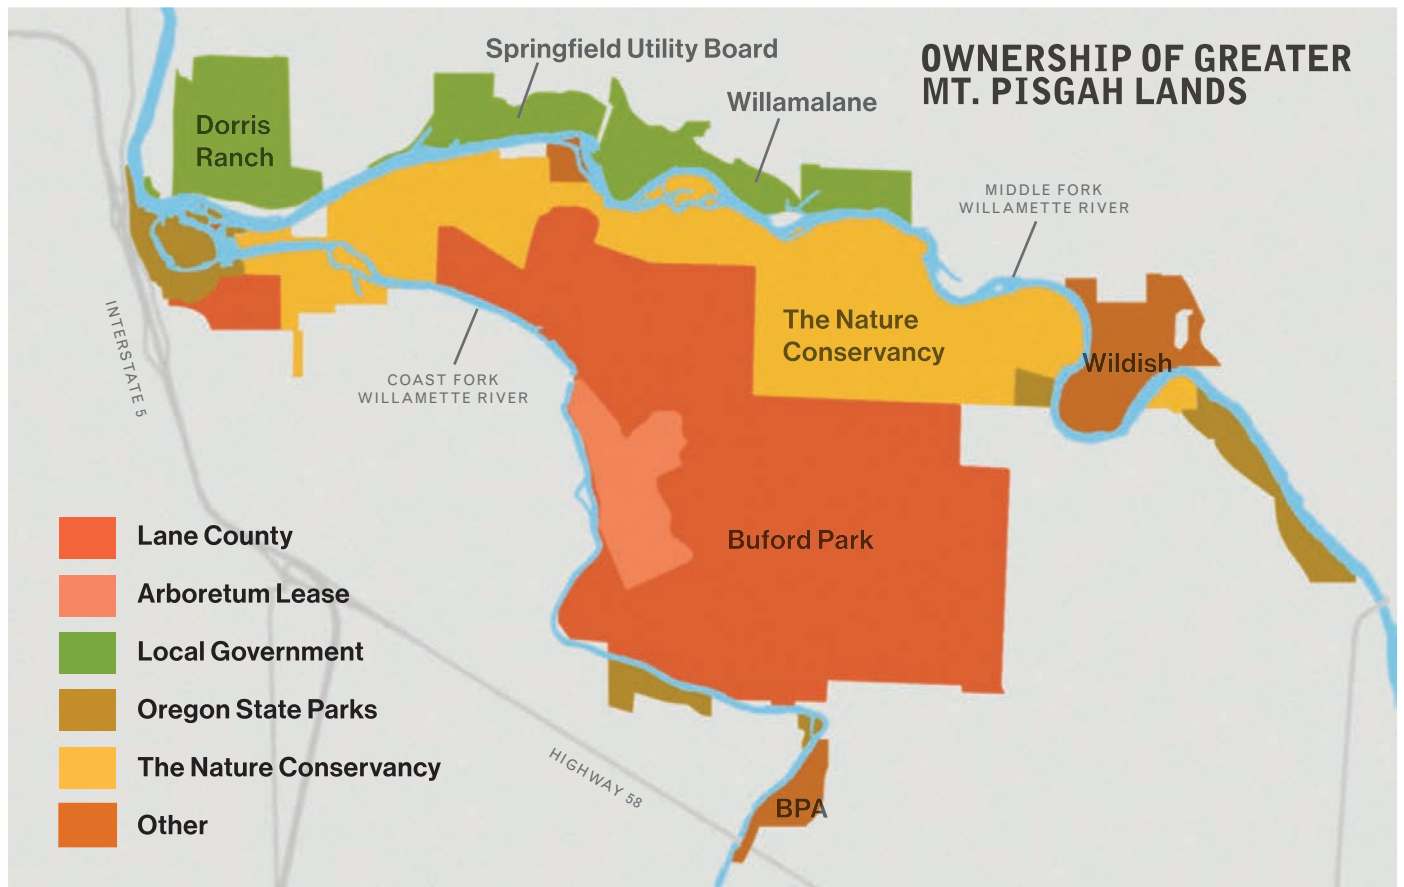 OWNERSHIP OF GREATER
MT. PISGAH LANDS
Springfield Utility Board
Willamalane
Dorris
Ranch
MIDDLE FORK
WILLAMETTE RIVER
The Nature
Conservancy
Wildish
INTERSTATE 5
COAST FORK
WILLAMETTE RIVER
Buford Park
Lane County
Arboretum Lease
Local Government
Oregon State Parks
The Nature Conservancy
Other
HIGHWAY 58
BPA